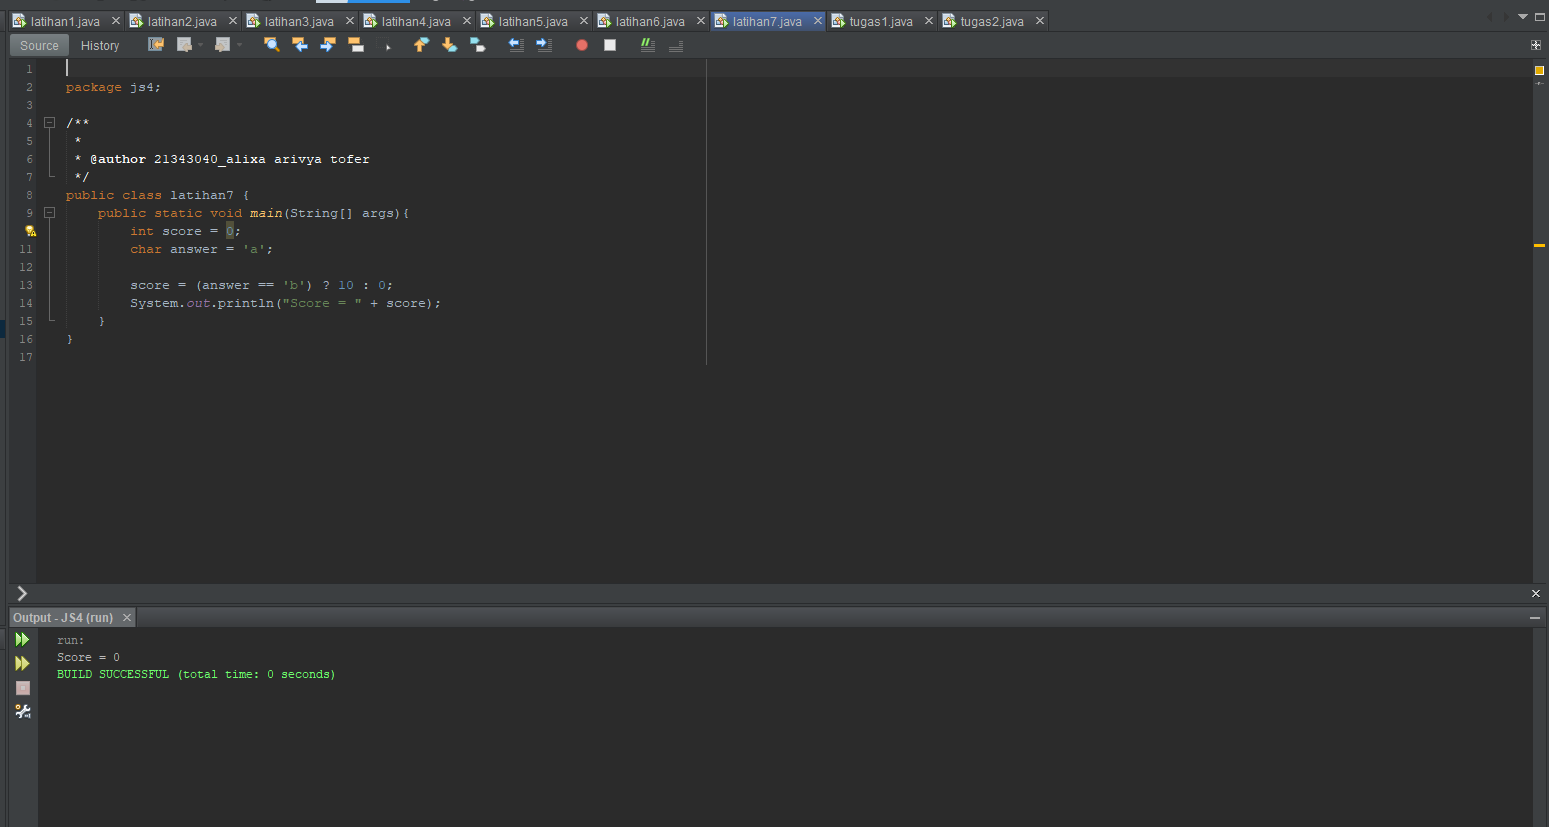 latihan1.java latihan2.java latihan3.java latihan4.java latihan5.java latihan6.java latihan7.java tugas1.java tugas2.java
Source History
1
2 package js4;
3
4 /**
5 *
6 * @author 21343040_alixa arivya tofer
7 */
8 public class latihan7 {
9 public static void main(String[] args){
int score = 0;
11 char answer = 'a';
12
13 score = (answer == 'b') ? 10 : 0;
14 System.out.println("Score = " + score);
15 }
16 }
17
Output - JS4 (run)
run:
Score = 0
BUILD SUCCESSFUL (total time: 0 seconds)